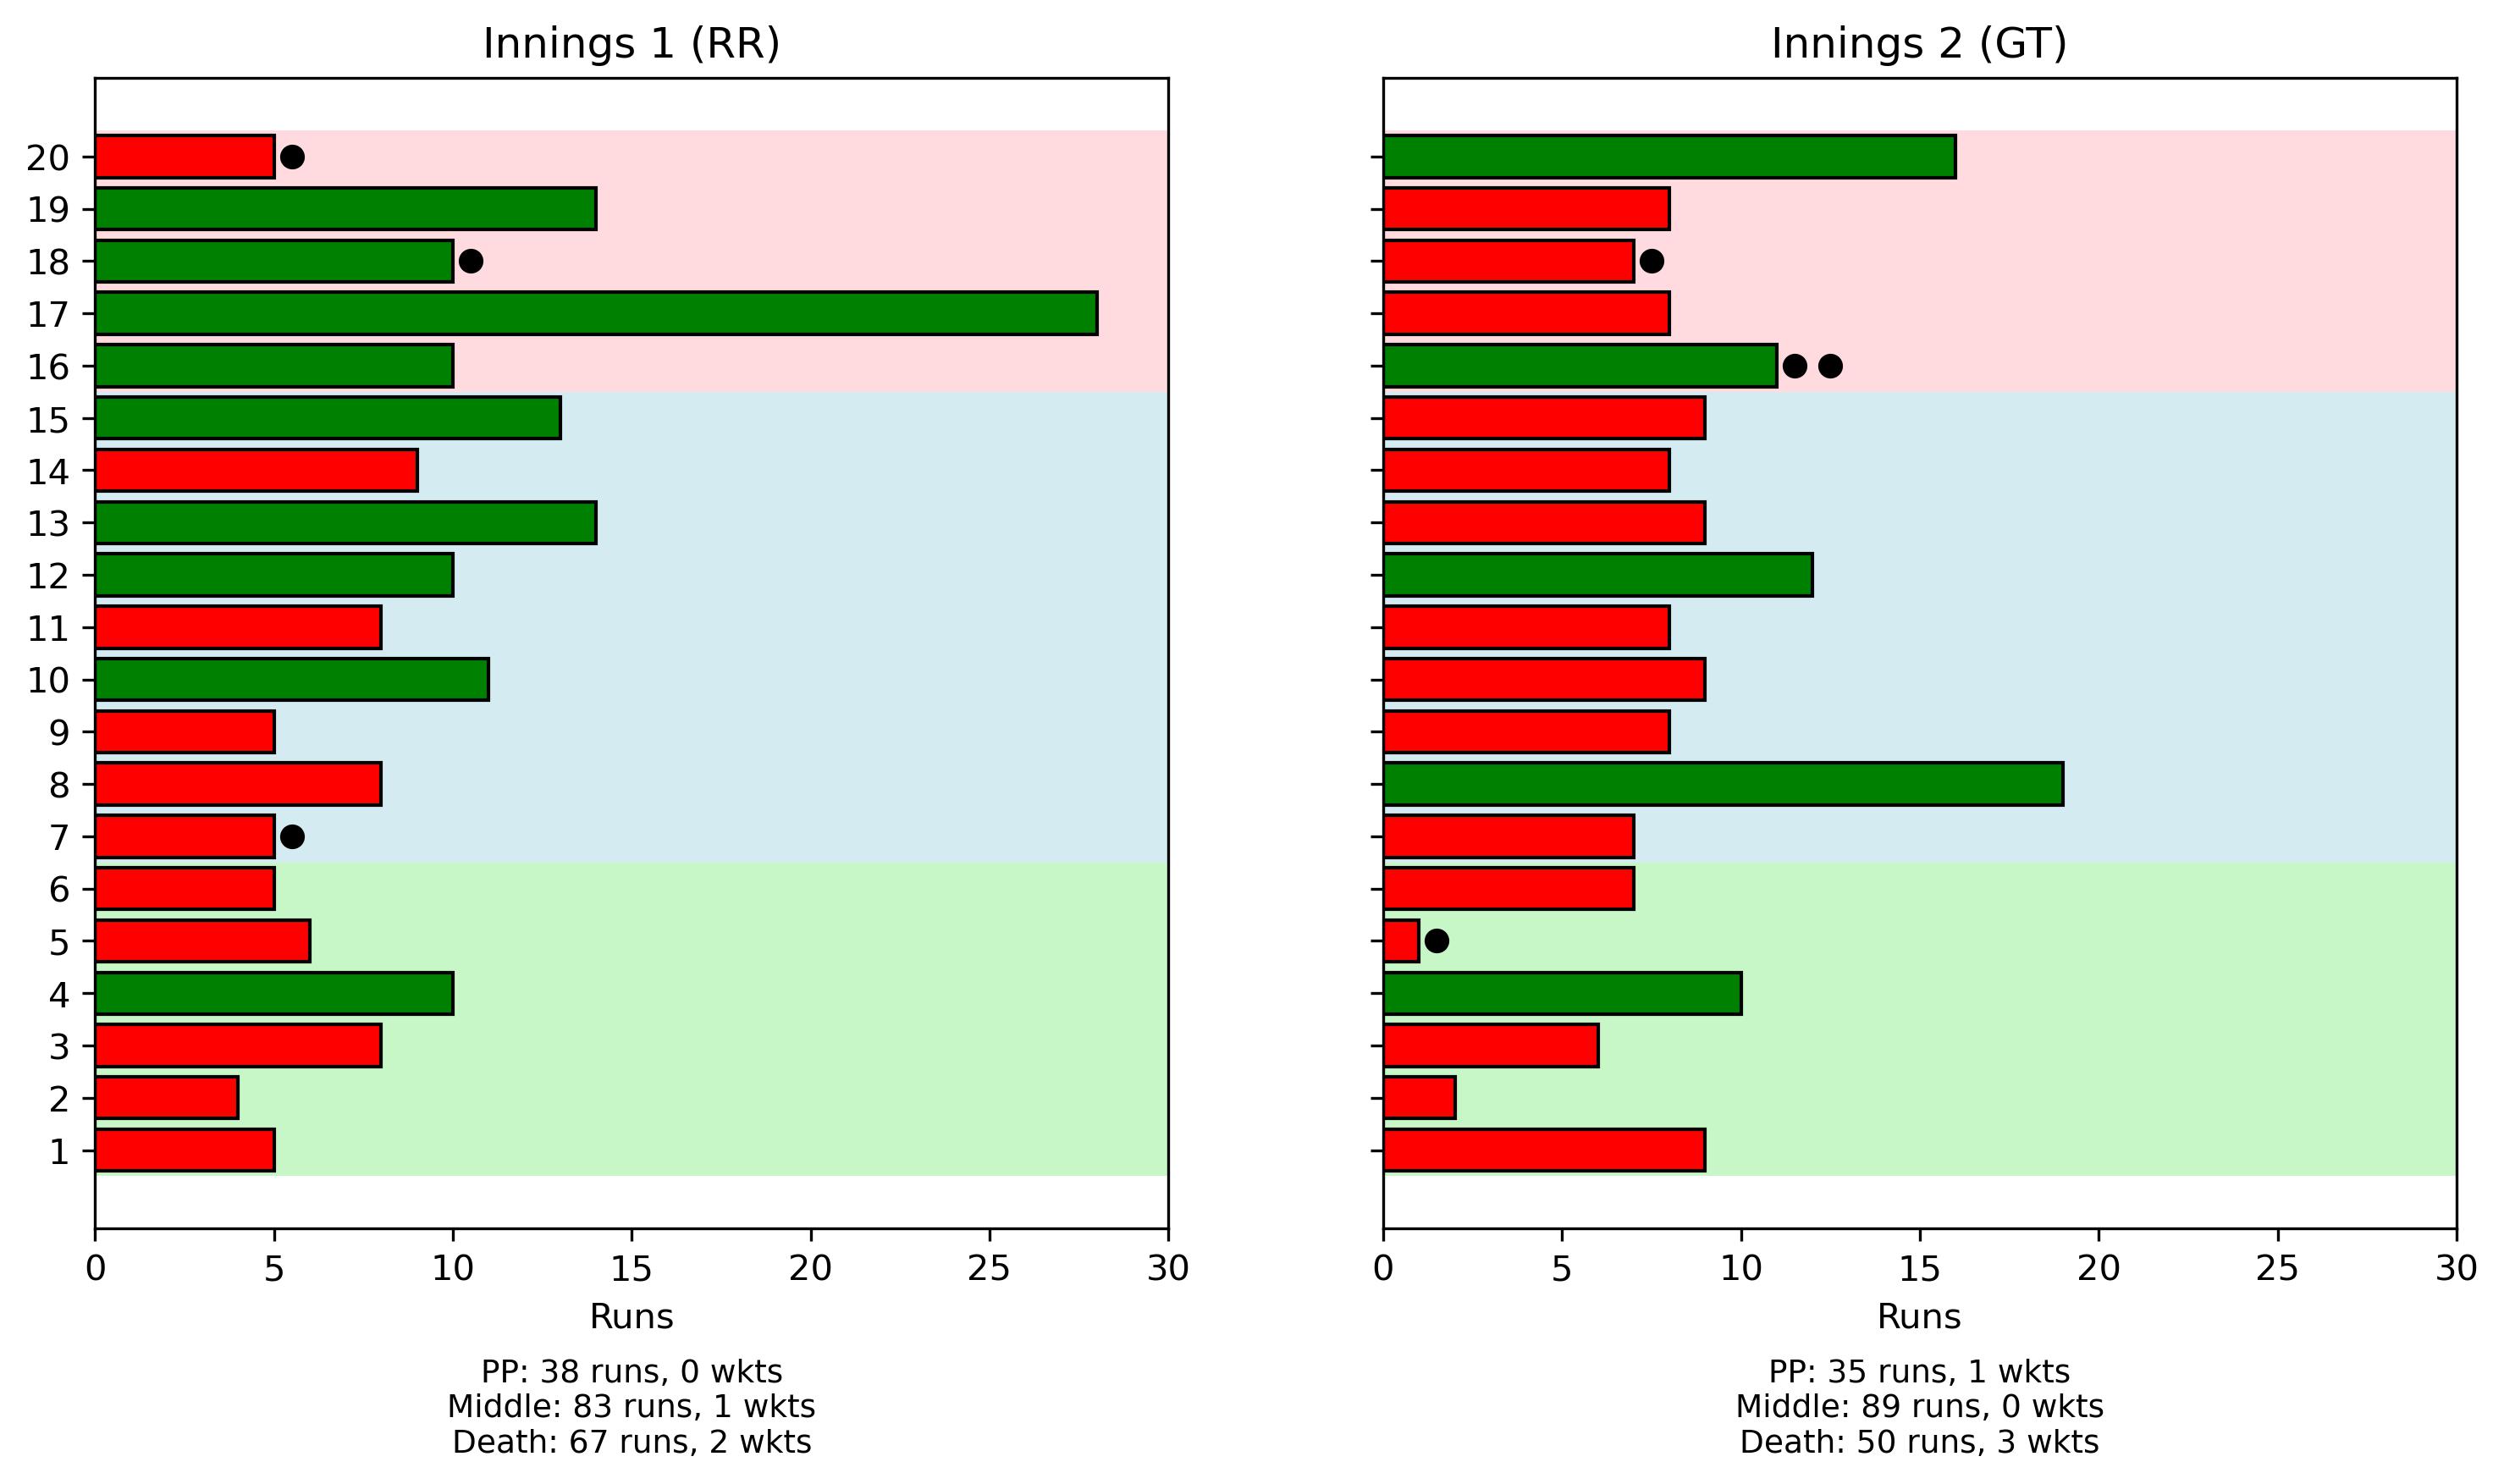 Innings 1 (RR)
20
19
18
17
16
15
14
13
12
11
10
9
8
7
6
5
4
3
2
1
0 5 10 15 20 25 30
Runs
PP: 38 runs, 0 wkts
Middle: 83 runs, 1 wkts
Death: 67 runs, 2 wkts
Innings 2 (GT)
0 5 10 15 20 25 30
Runs
PP: 35 runs, 1 wkts
Middle: 89 runs, 0 wkts
Death: 50 runs, 3 wkts